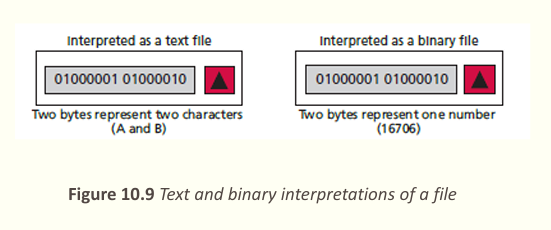 Interpreted as a text file
01000001 01000010
Two bytes represent two characters
(A and B)
Interpreted as a binary file
01000001 01000010
Two bytes represent one number
(16706)
Figure 10.9 Text and binary interpretations of a file